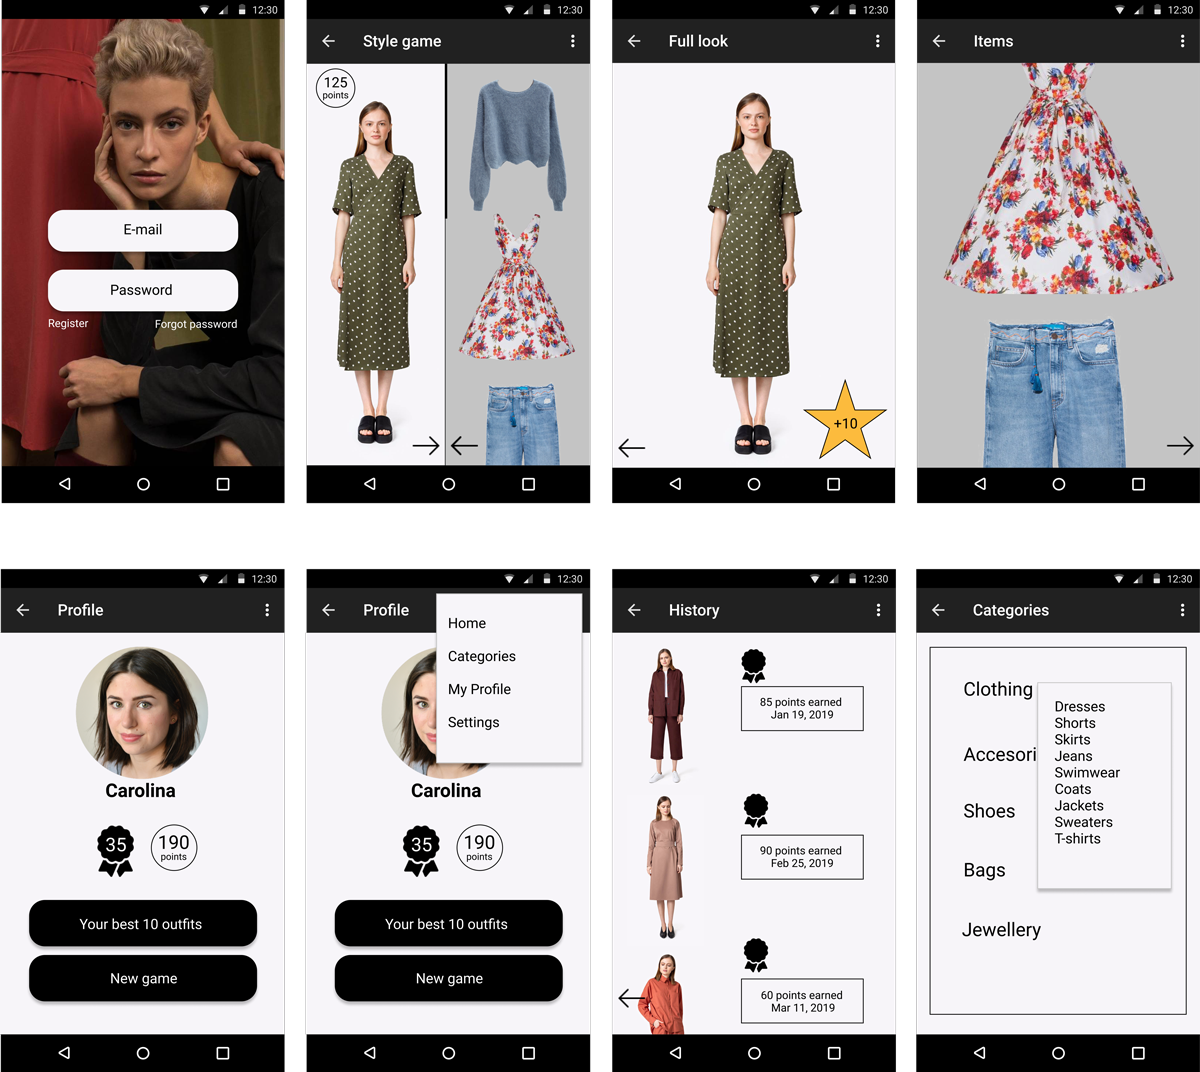 12:30
E-mail
Password
Register
Forgot password
12:30
Style game
125
points
12:30
Full look
+10
12:30
Items
12:30
Profile
Carolina
35
190
points
Your best 10 outfits
New game
12:30
Profile
Home
Categories
My Profile
Settings
Carolina
35
190
points
Your best 10 outfits
New game
12:30
History
85 points earned
Jan 19, 2019
90 points earned
Feb 25, 2019
60 points earned
Mar 11, 2019
12:30
Categories
Clothing
Accesori
Shoes
Bags
Jewellery
Dresses
Shorts
Skirts
Jeans
Swimwear
Coats
Jackets
Sweaters
T-shirts